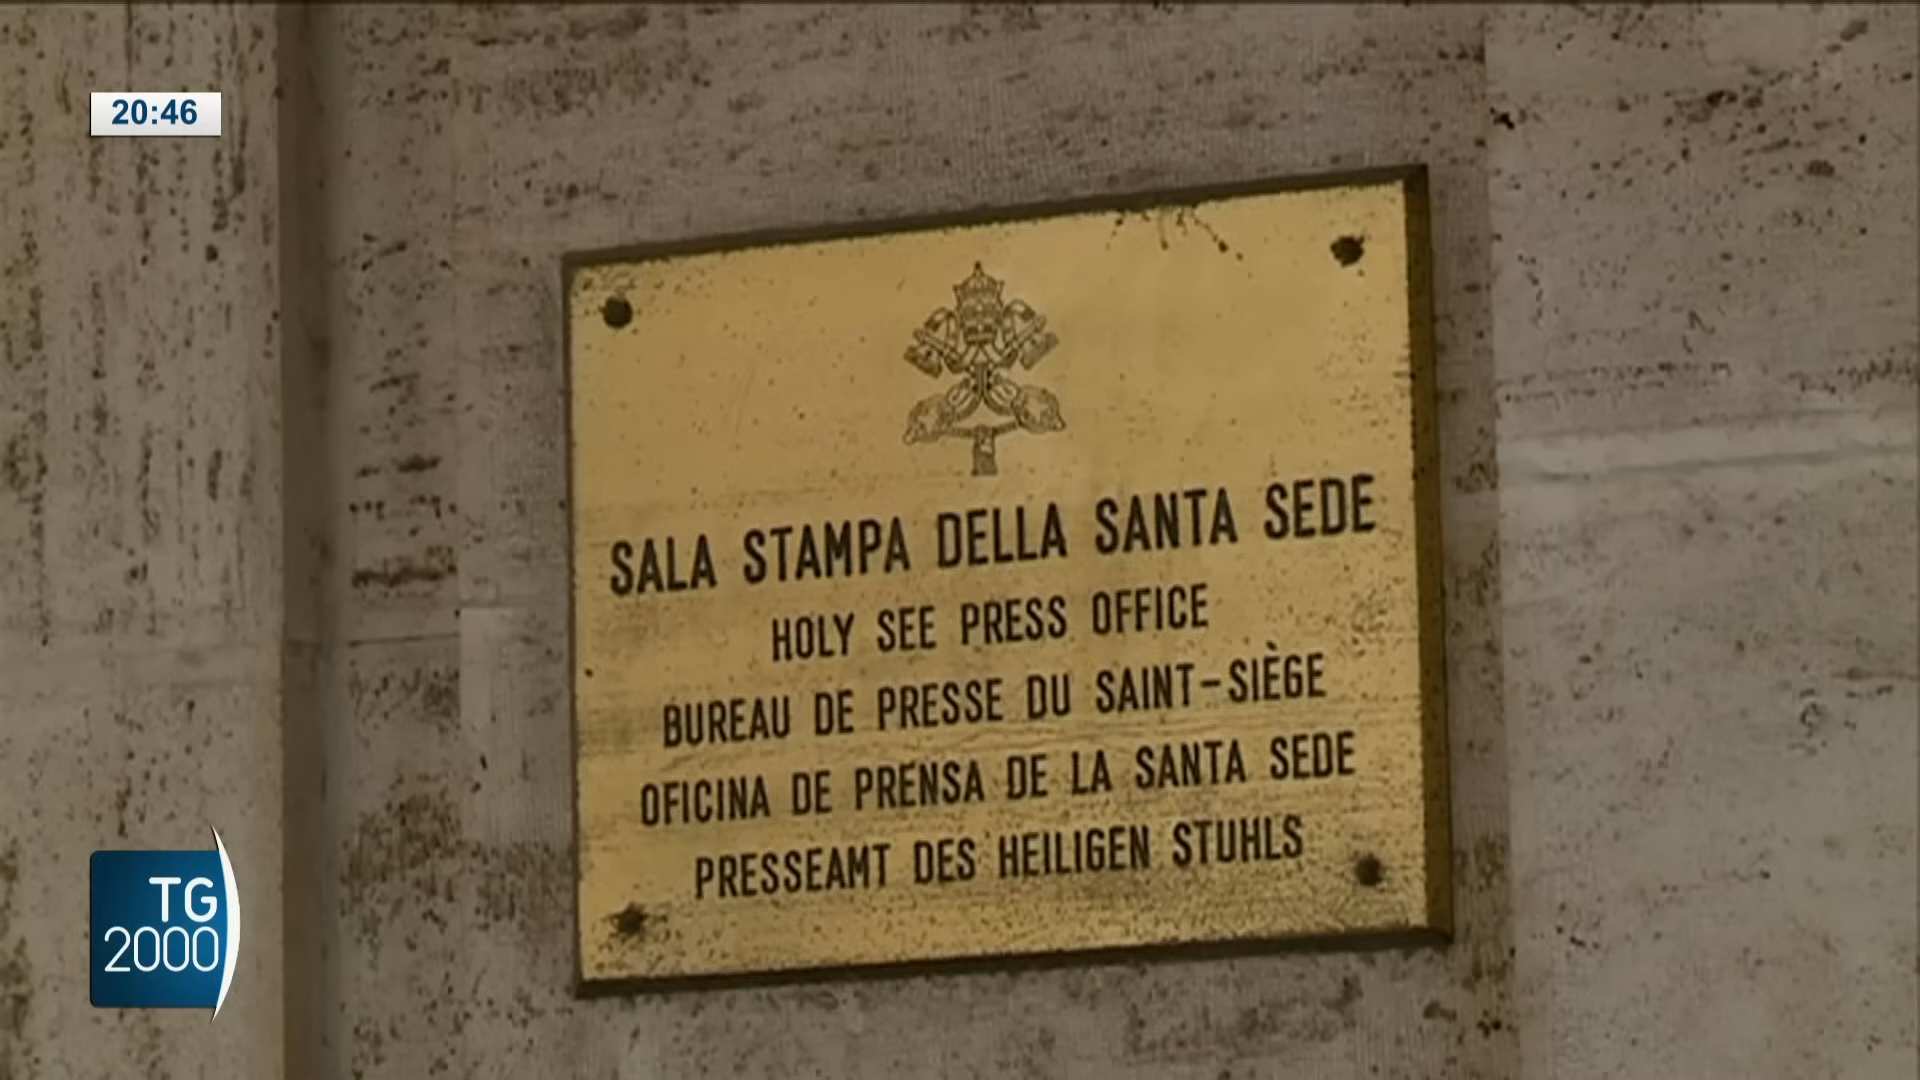 20:46
SALA STAMPA DELLA SANTA SEDE
HOLY SEE PRESS OFFICE
BUREAU DE PRESSE DU SAINT-SIÈGE
OFICINA DE PRENSA DE LA SANTA SEDE
PRESSEAMT DES HEILIGEN STUHLS
TG
2000